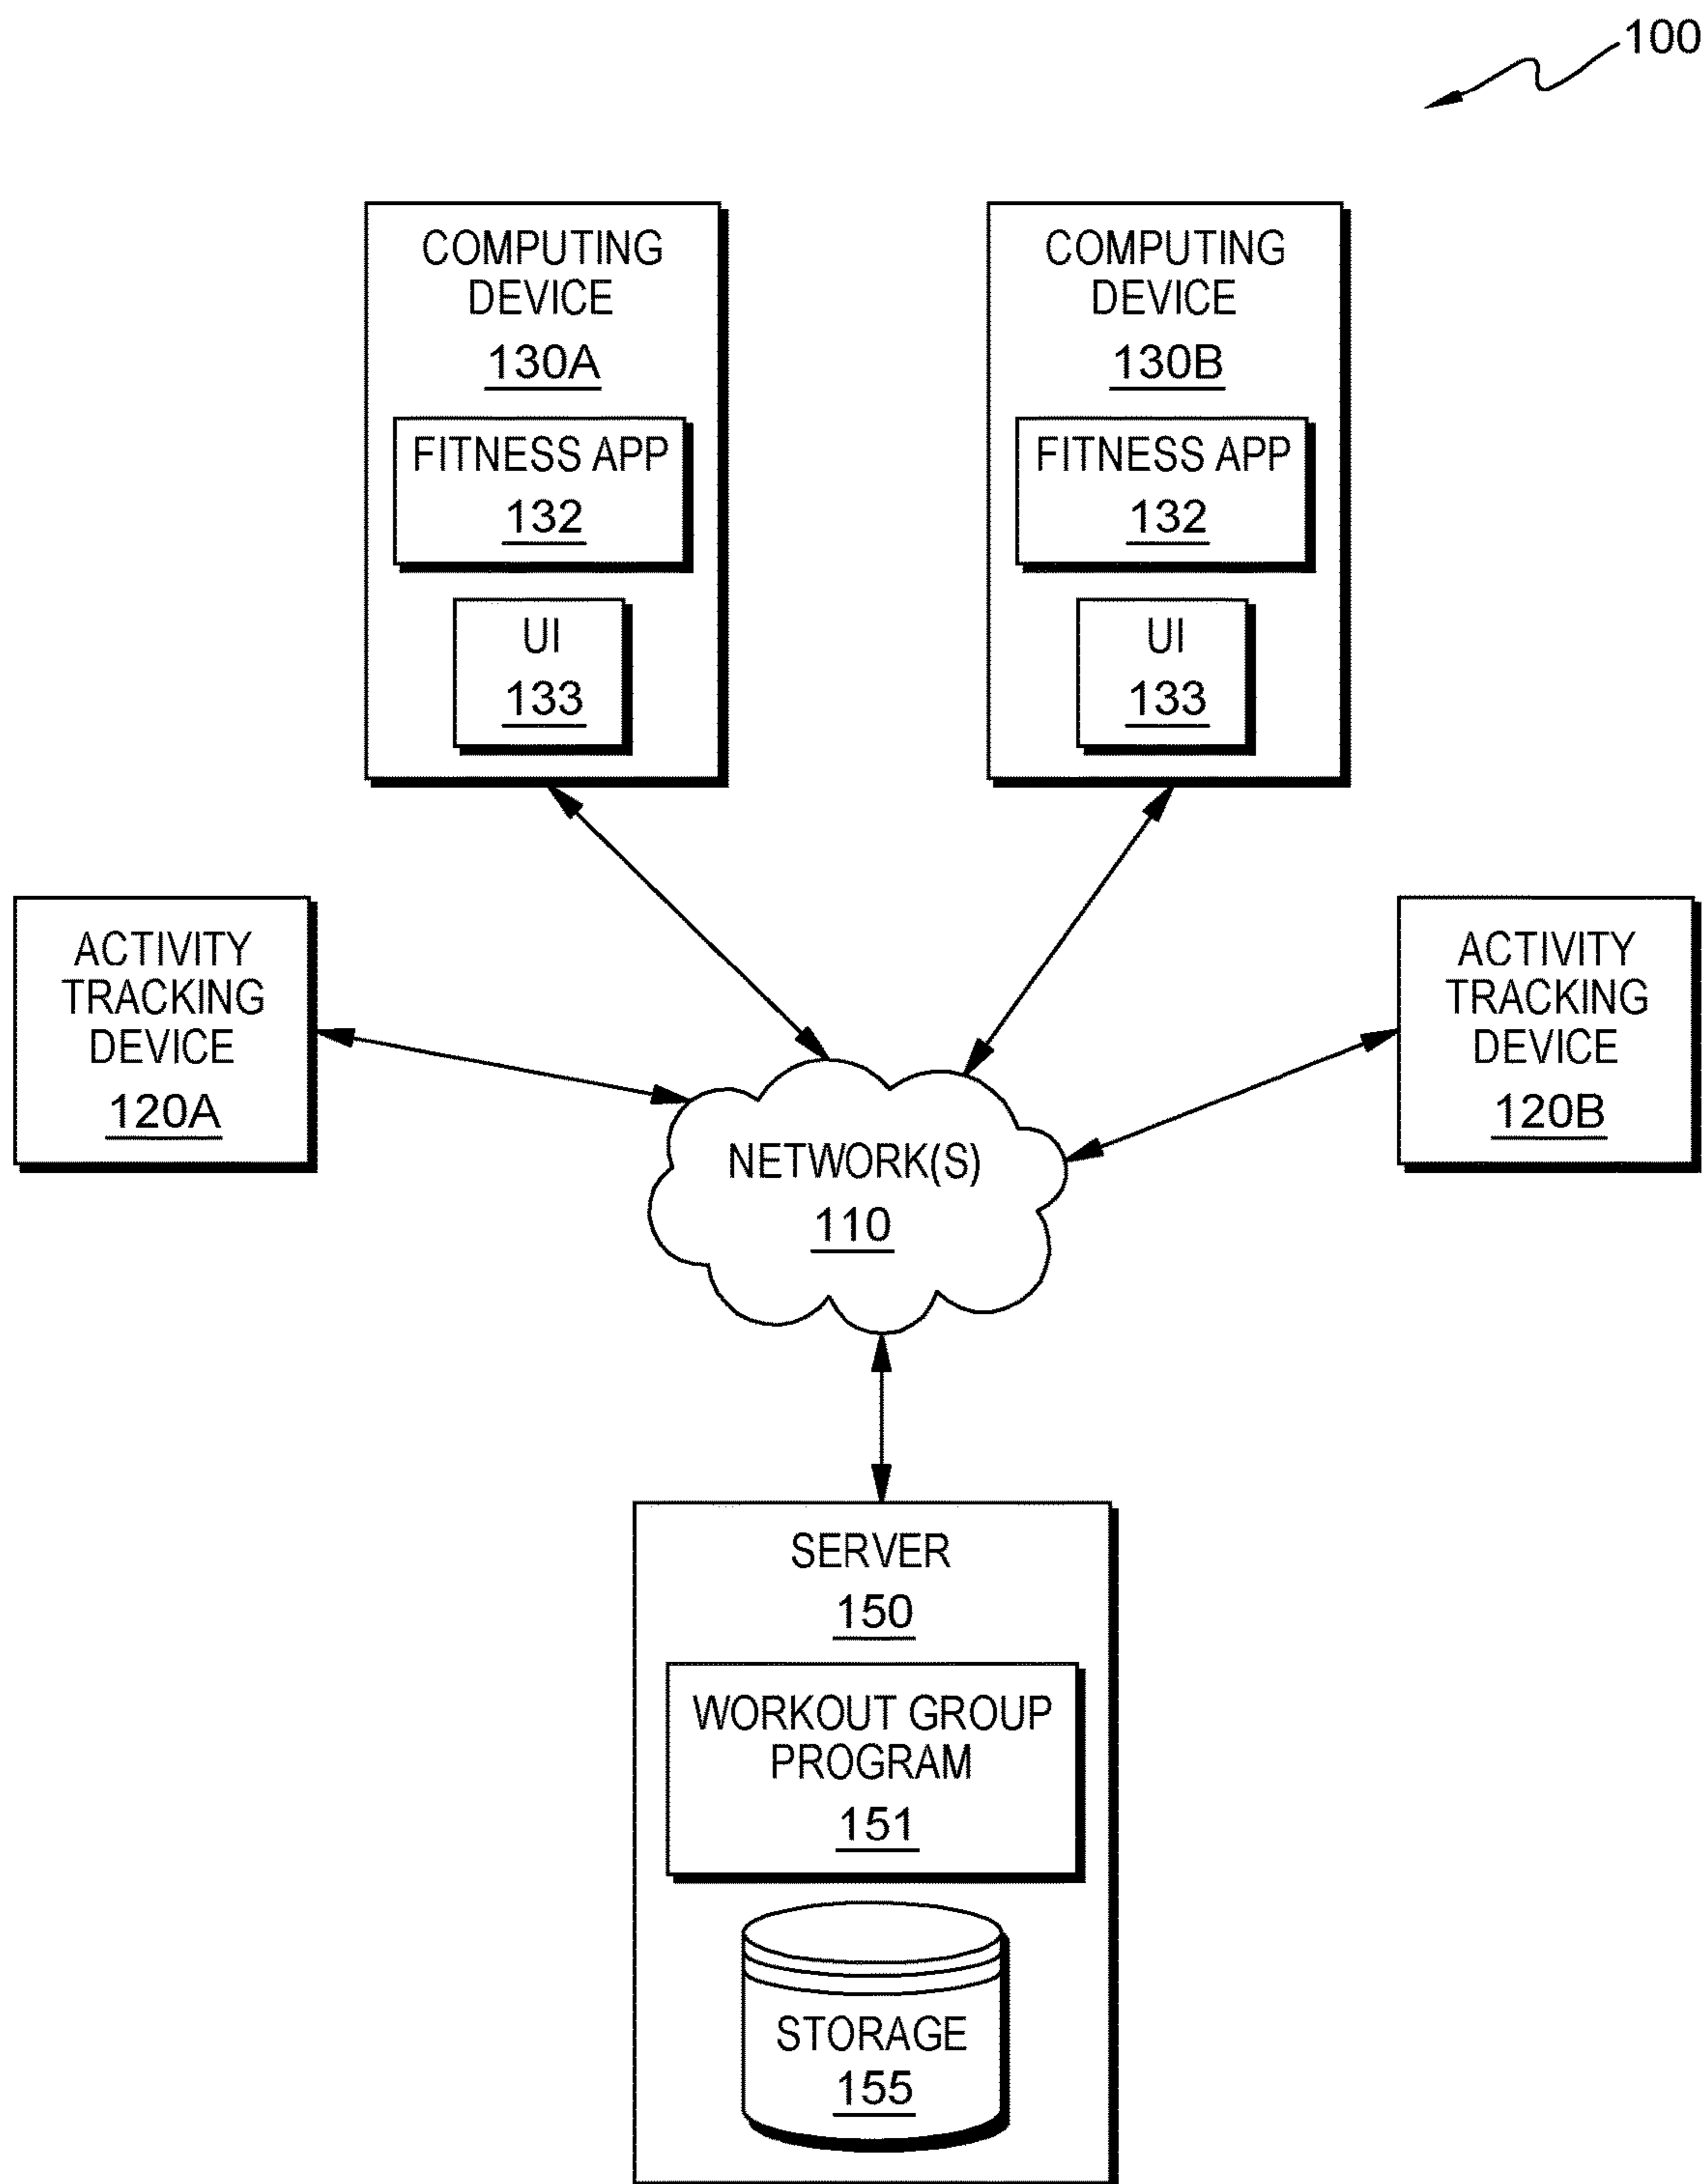 100
COMPUTING
DEVICE
130A
FITNESS APP
132
UI
133
COMPUTING
DEVICE
130B
FITNESS APP
132
UI
133
ACTIVITY
TRACKING
DEVICE
120A
ACTIVITY
TRACKING
DEVICE
120B
NETWORK(S)
110
SERVER
150
WORKOUT GROUP
PROGRAM
151
STORAGE
155